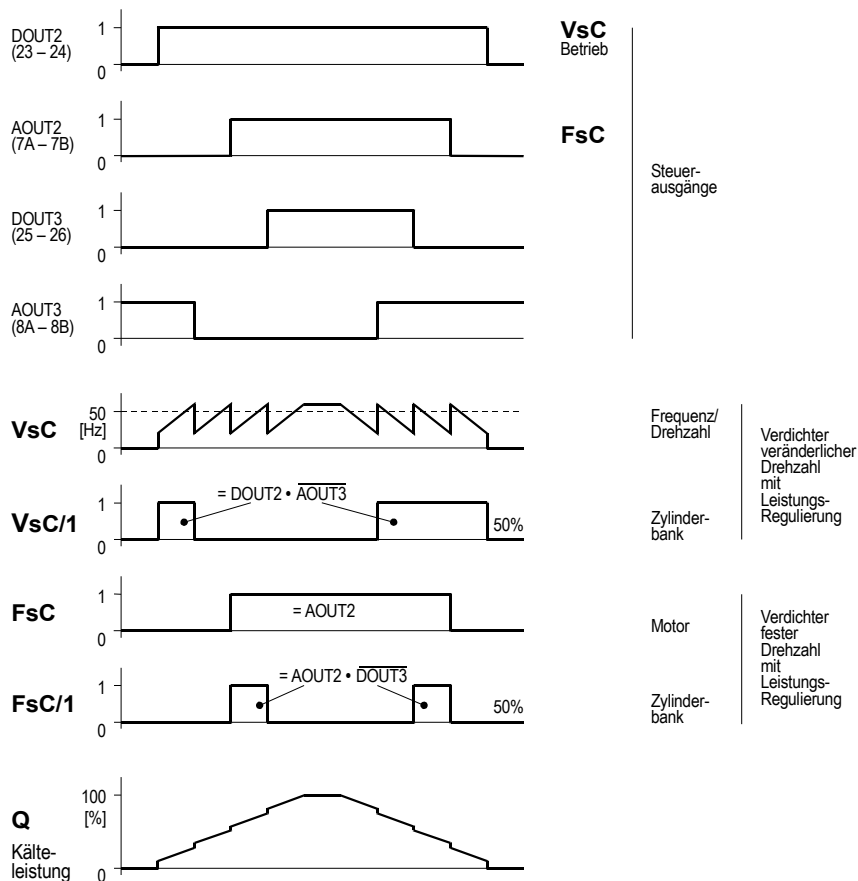 DOUT2
(23 – 24)
1
0
VsC
Betrieb
AOUT2
(7A – 7B)
1
0
FsC
Steuer-
ausgänge
DOUT3
(25 – 26)
1
0
AOUT3
(8A – 8B)
1
0
VsC
50
[Hz]
0
Frequenz/
Drehzahl
Verdichter
veränderlicher
Drehzahl
mit
Leistungs-
Regulierung
VsC/1
1
0
= DOUT2 • A̅O̅U̅T̅3̅
50%
Zylinder-
bank
FsC
1
0
= AOUT2
Motor
Verdichter
fester
Drehzahl
mit
Leistungs-
Regulierung
FsC/1
1
0
= AOUT2 • D̅O̅U̅T̅3̅
50%
Zylinder-
bank
Q
Kälte-
leistung
100
[%]
0